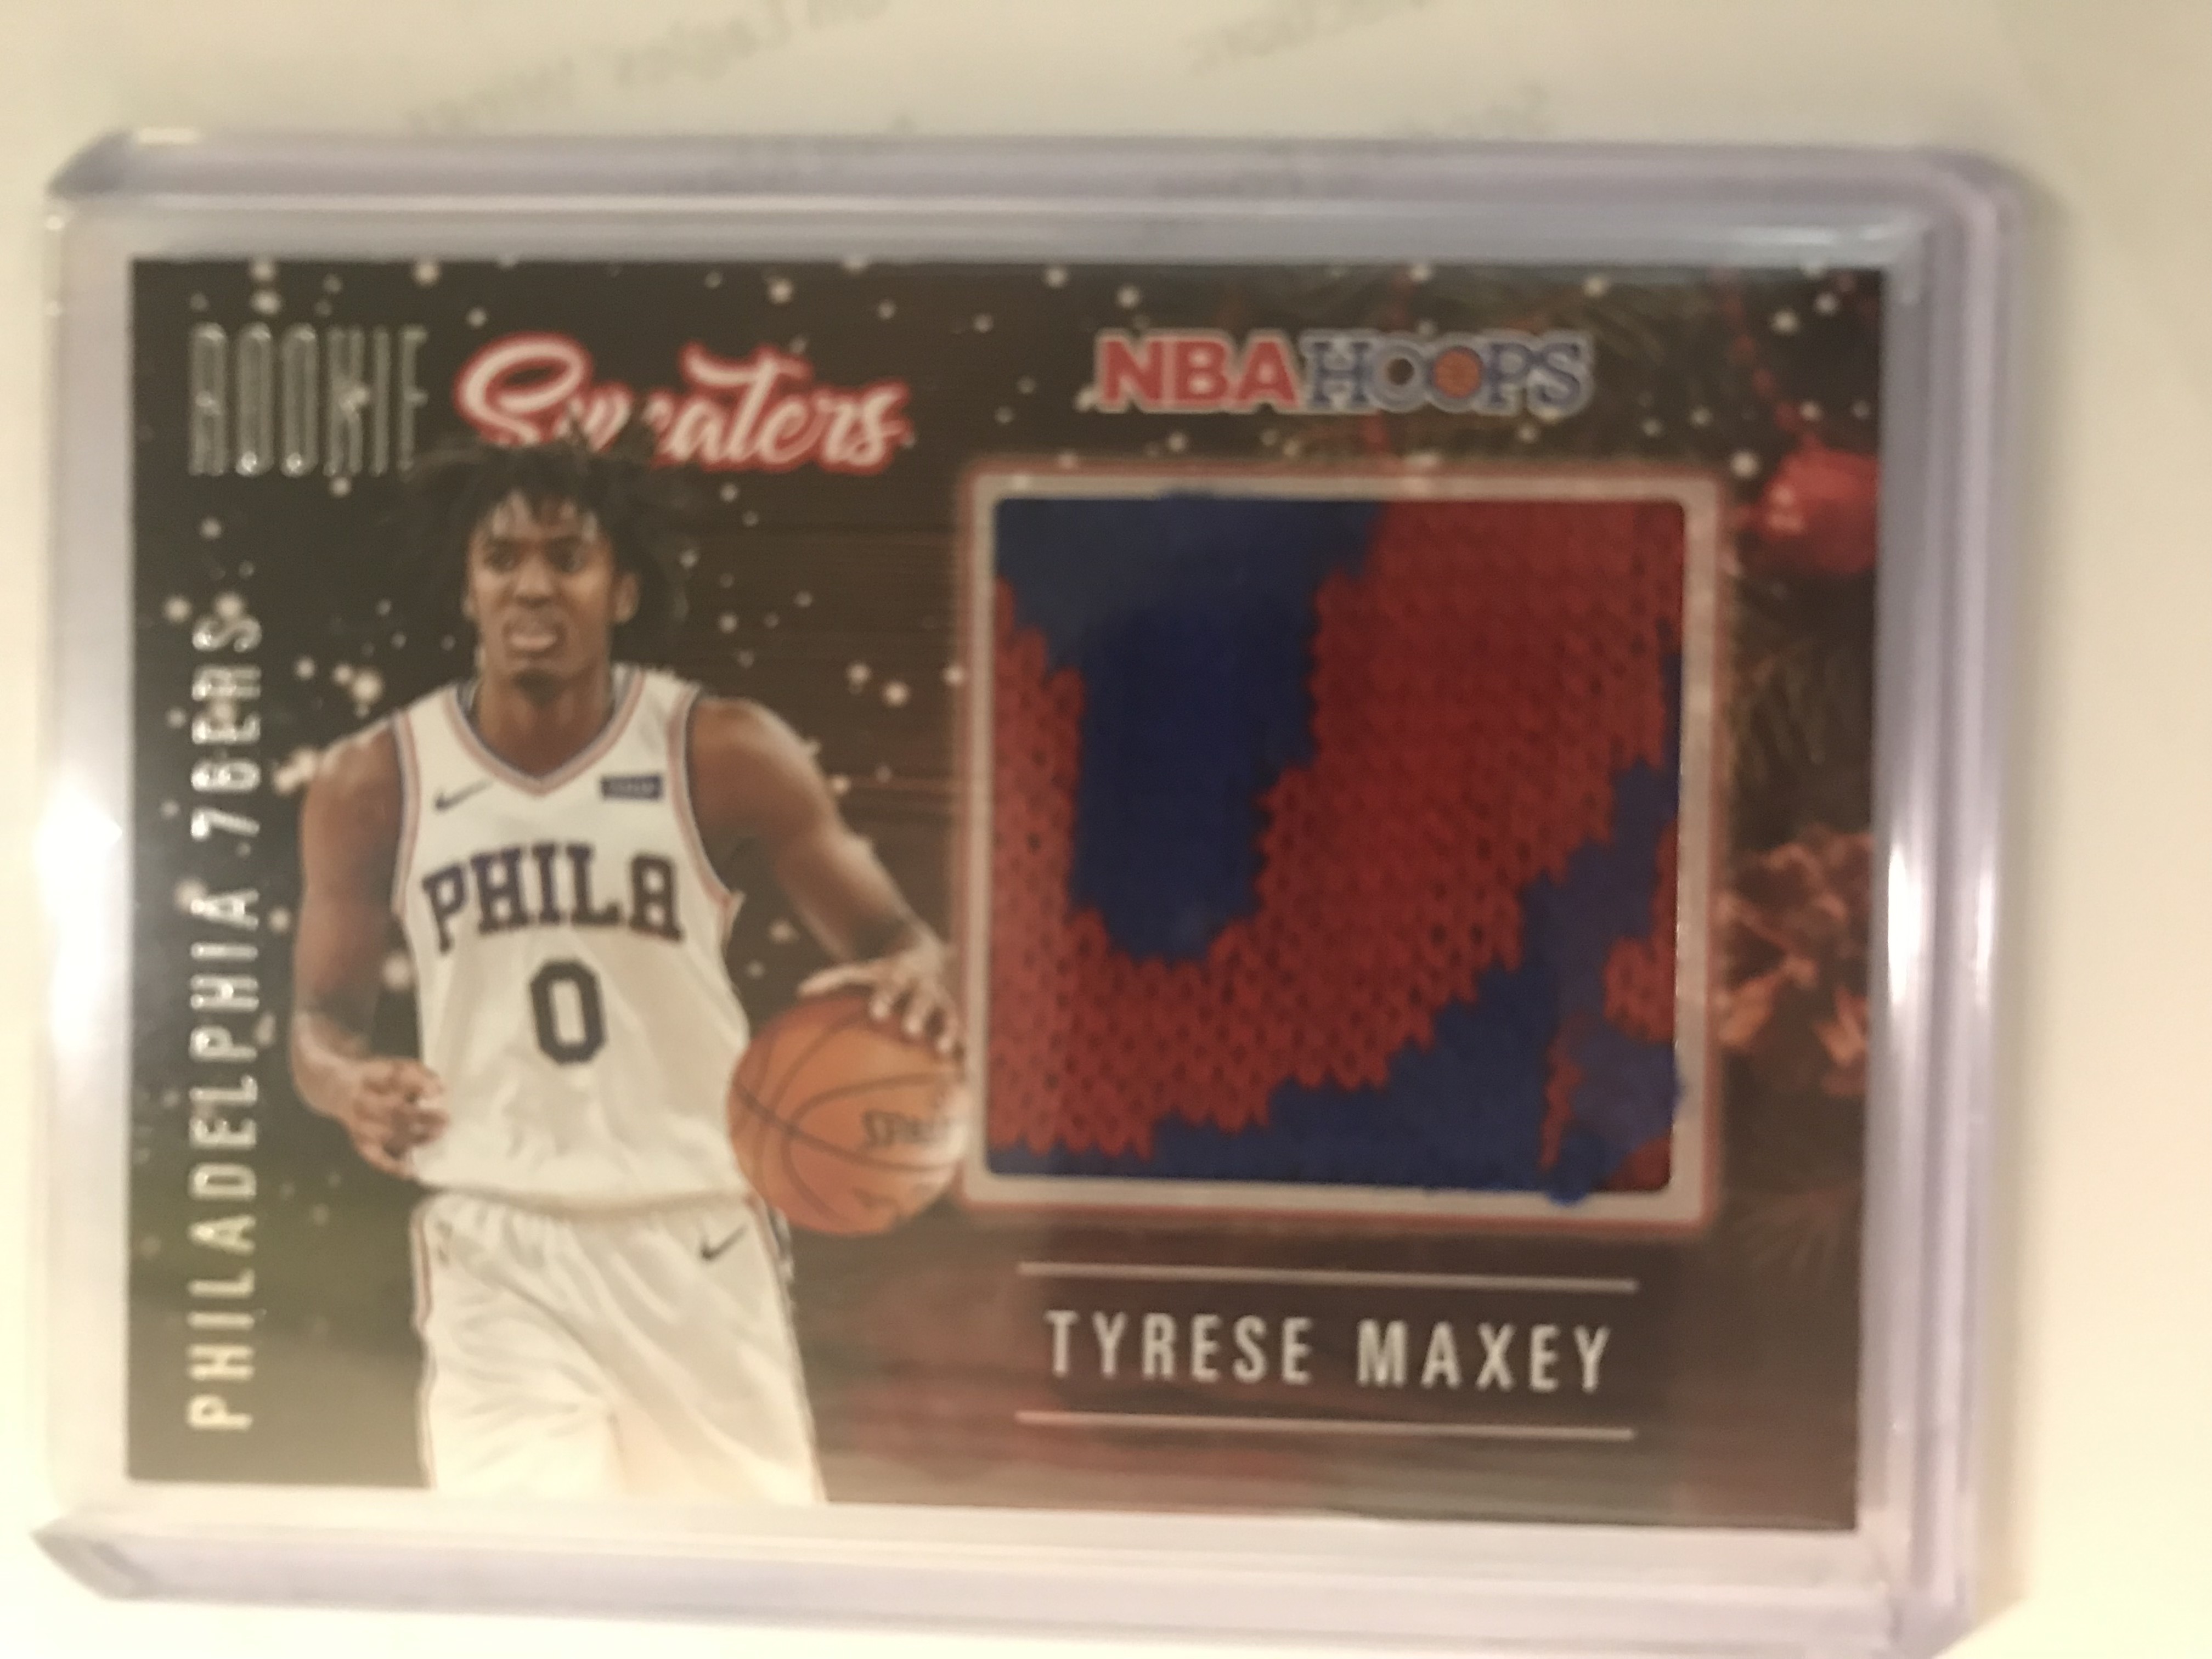 ROOKIE
Sweaters
NBA HOOPS
PHILADELPHIA 76ERS
PHILA
0
TYRESE MAXEY